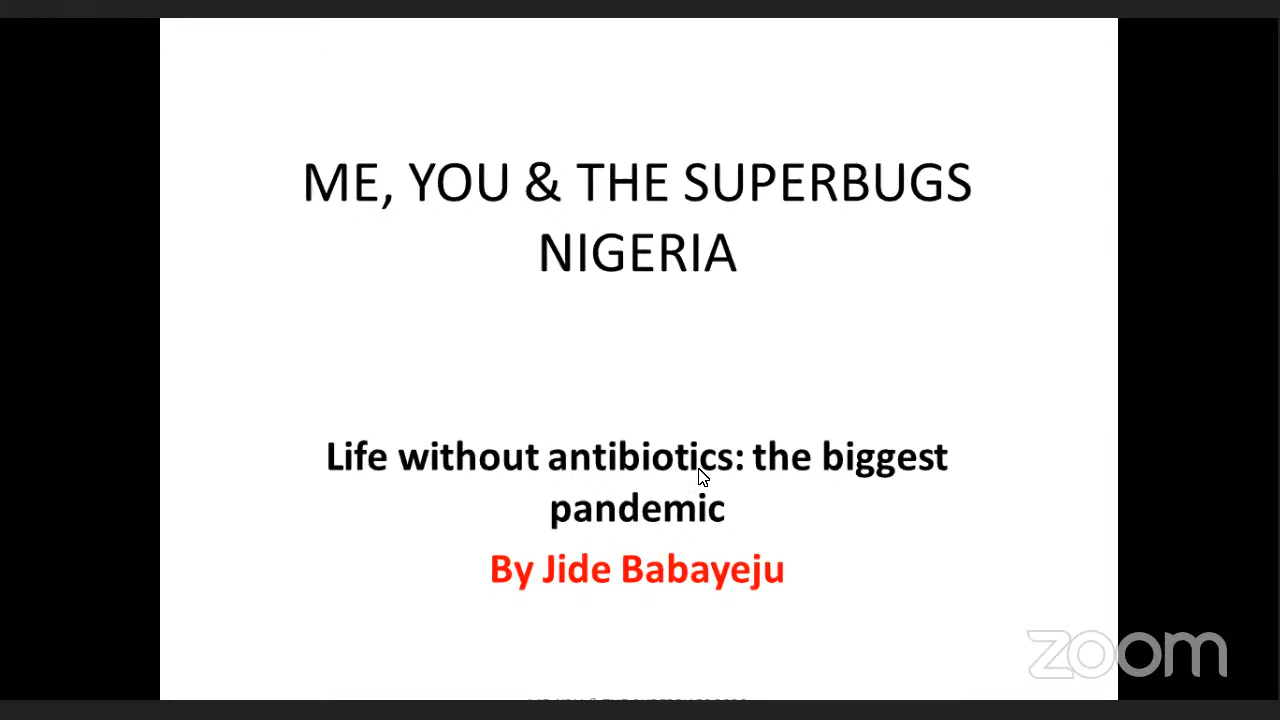 ME, YOU & THE SUPERBUGS
NIGERIA
Life without antibiotics: the biggest
pandemic
By Jide Babayeju
zoom